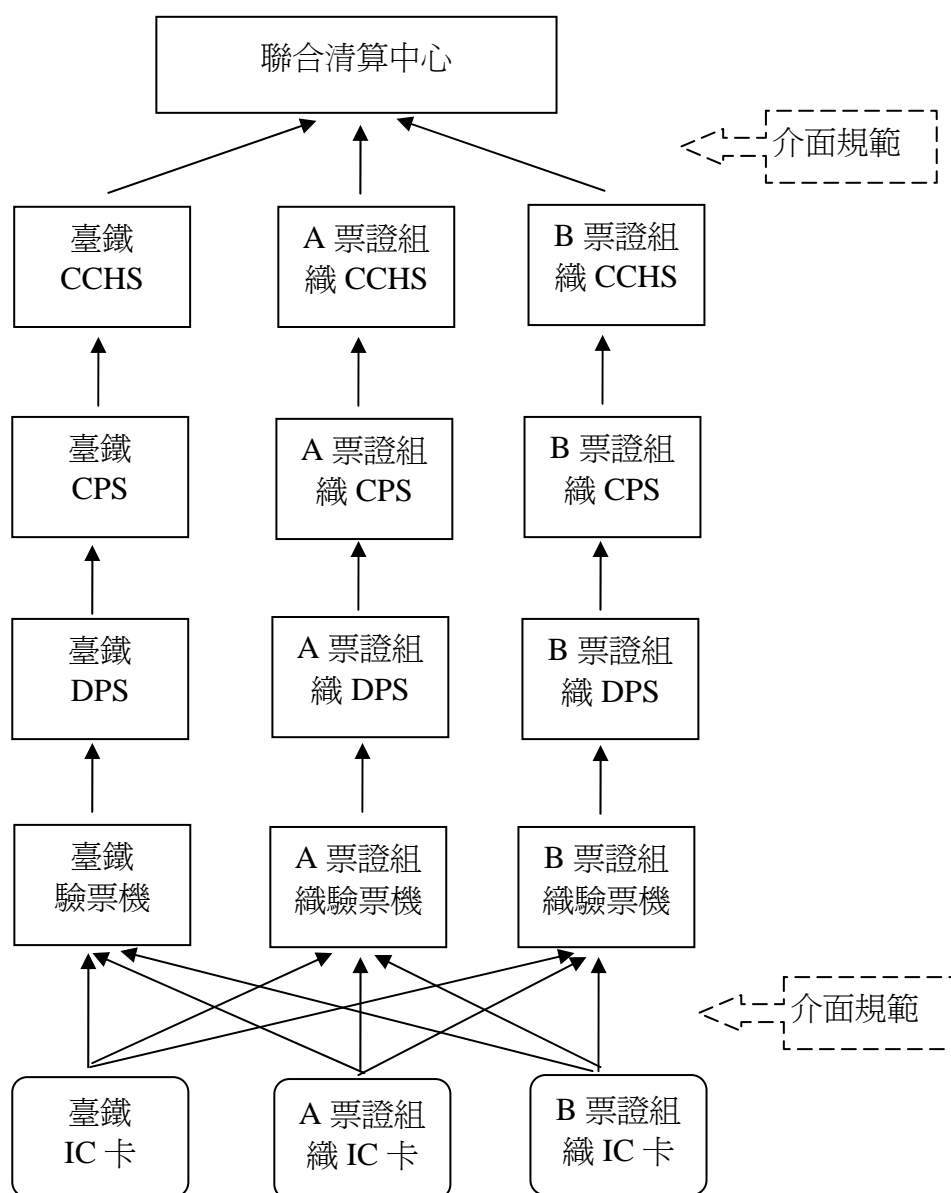 聯合清算中心
介面規範
臺鐵
CCHS
A 票證組
織 CCHS
B 票證組
織 CCHS
臺鐵
CPS
A 票證組
織 CPS
B 票證組
織 CPS
臺鐵
DPS
A 票證組
織 DPS
B 票證組
織 DPS
臺鐵
驗票機
A 票證組
織驗票機
B 票證組
織驗票機
介面規範
臺鐵
IC 卡
A 票證組
織 IC 卡
B 票證組
織 IC 卡